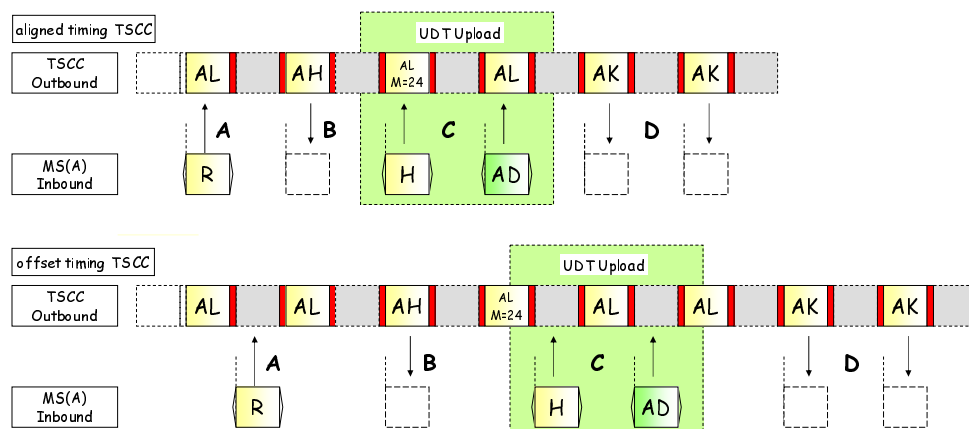 aligned timing TSCC
UDT Upload
TSCC Outbound
AL
AH
AL M=24
AL
AK
AK
A
B
C
D
MS(A) Inbound
R
H
AD
offset timing TSCC
UDT Upload
TSCC Outbound
AL
AL
AH
AL M=24
AL
AL
AK
AK
A
B
C
D
MS(A) Inbound
R
H
AD